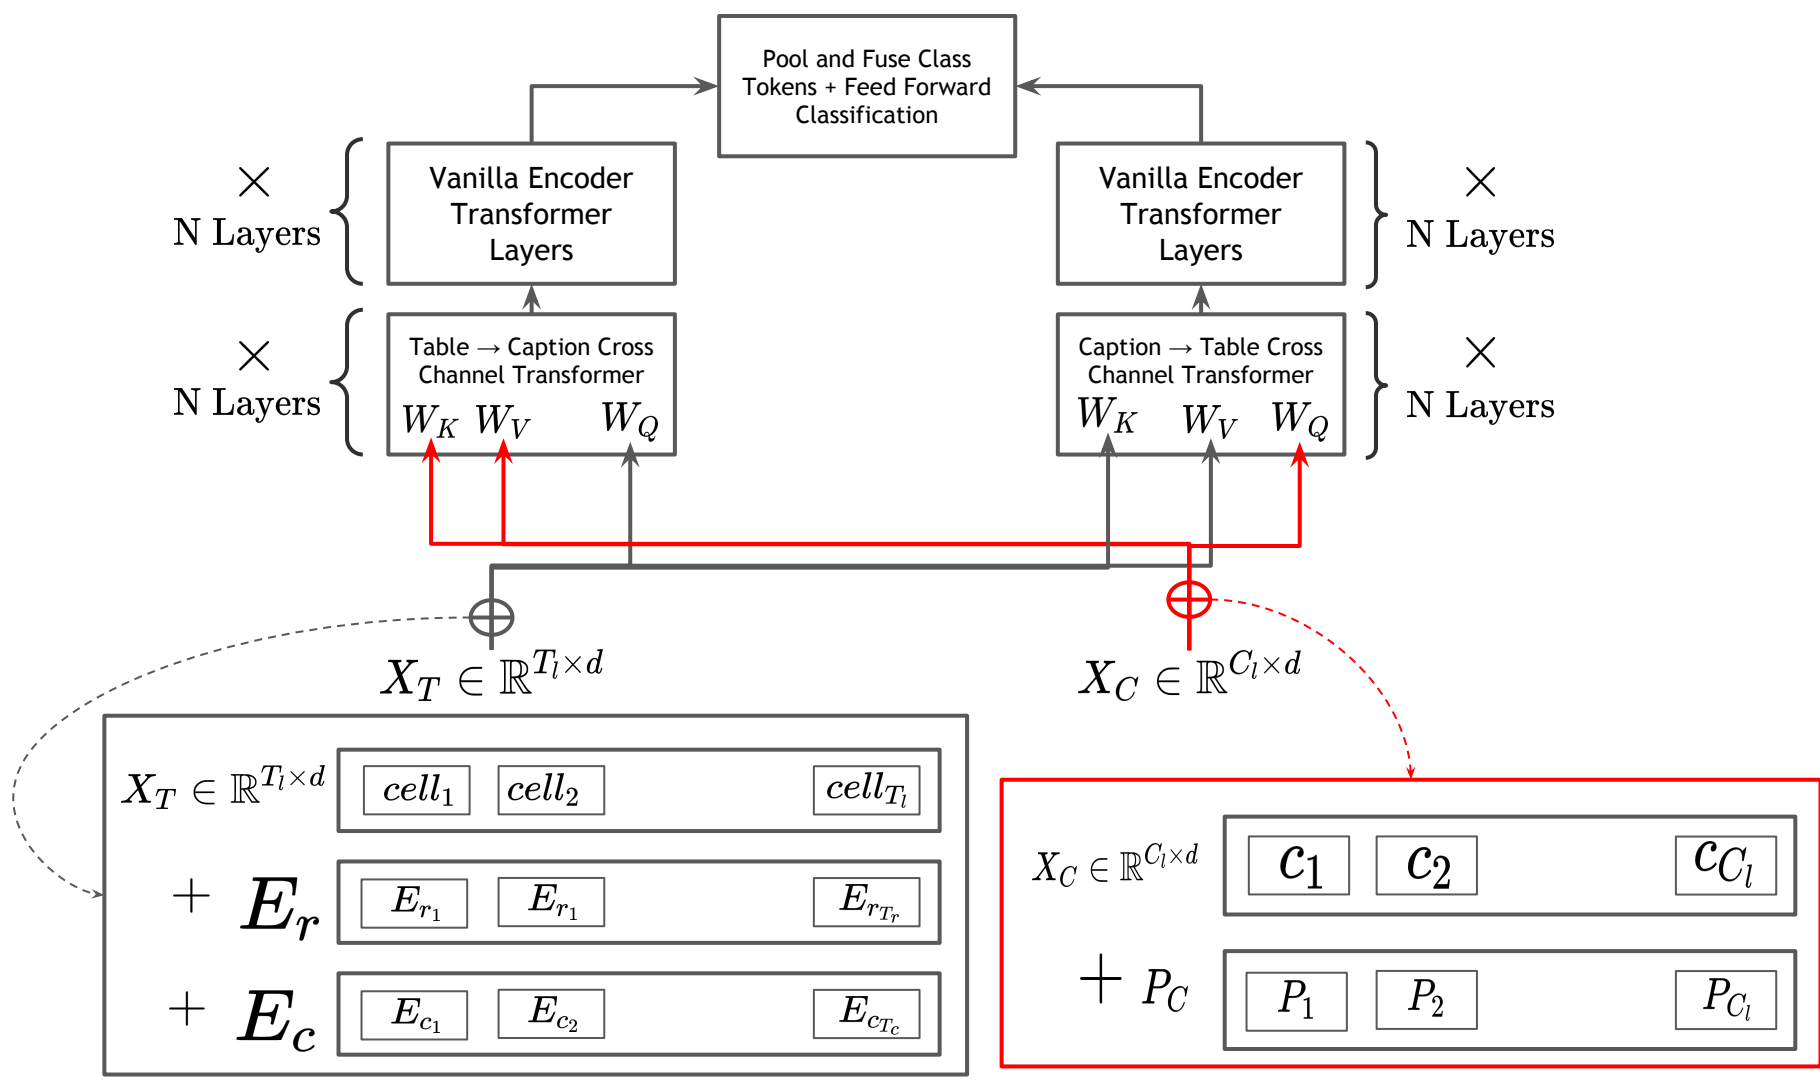 Pool and Fuse Class
Tokens + Feed Forward
Classification
×
N Layers
Vanilla Encoder
Transformer
Layers
Vanilla Encoder
Transformer
Layers
×
N Layers
×
N Layers
Table → Caption Cross
Channel Transformer
W_K W_V W_Q
Caption → Table Cross
Channel Transformer
W_K W_V W_Q
×
N Layers
X_T ∈ ℝ^{T_l×d}
X_C ∈ ℝ^{C_l×d}
X_T ∈ ℝ^{T_l×d} cell_1 cell_2 cell_{T_l}
+ E_r E_{r_1} E_{r_1} E_{r_{T_r}}
+ E_c E_{c_1} E_{c_2} E_{c_{T_c}}
X_C ∈ ℝ^{C_l×d} c_1 c_2 c_{C_l}
+ P_C P_1 P_2 P_{C_l}